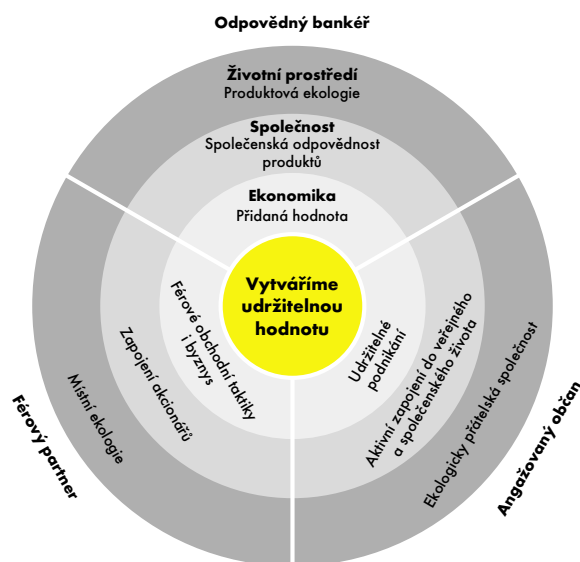 Odpovědný bankéř
Životní prostředí
Produktová ekologie
Společnost
Společenská odpovědnost
produktů
Ekonomika
Přidaná hodnota
Vytváříme
udržitelnou
hodnotu
Férové obchodní taktiky
i byznys
Zapojení akcionářů
Místní ekologie
Férový partner
Udržitelné
podnikání
Aktivní zapojení do veřejného
a společenského života
Ekologicky přátelská společnost
Angažovaný občan